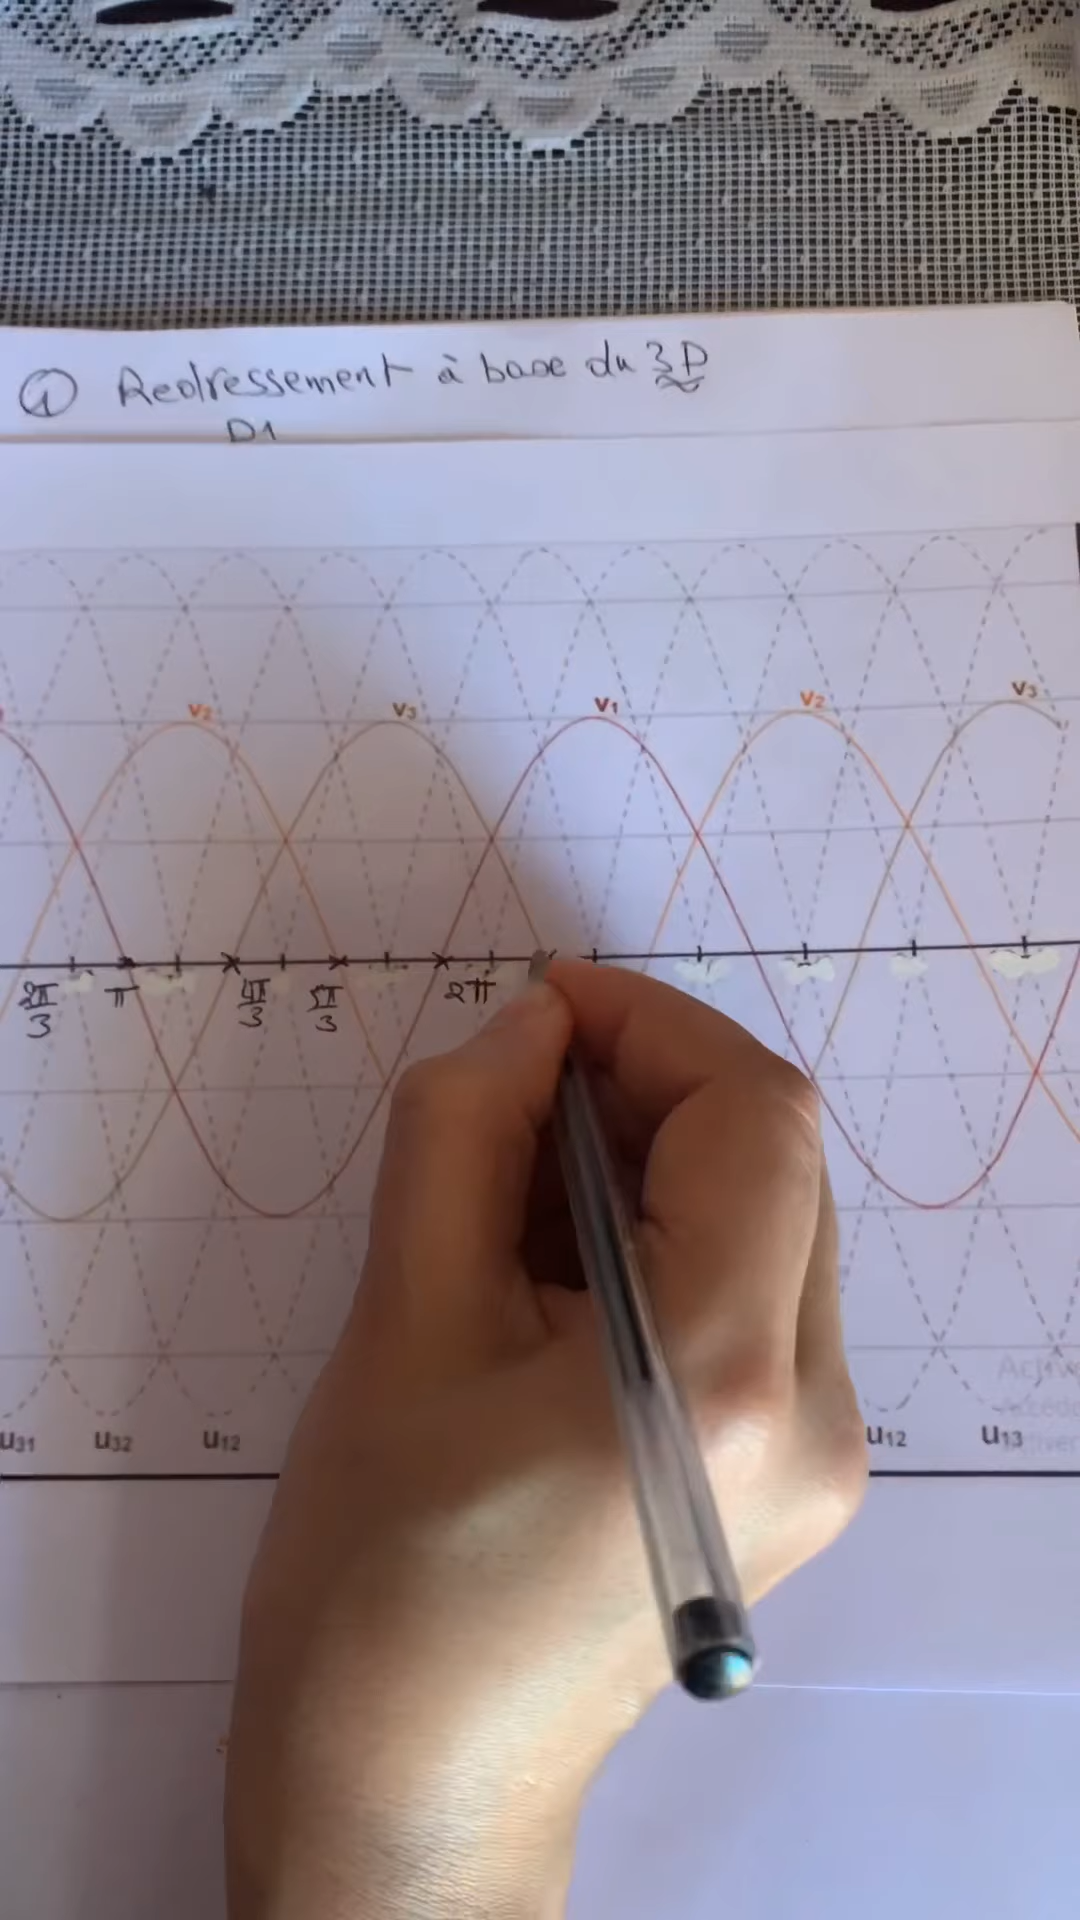 ① Redressement à base du 3P
D1
v2 v3 v1 v2 v3
2π/3 π 4π/3 5π/3 2π
u31 u32 u12 u12 u13